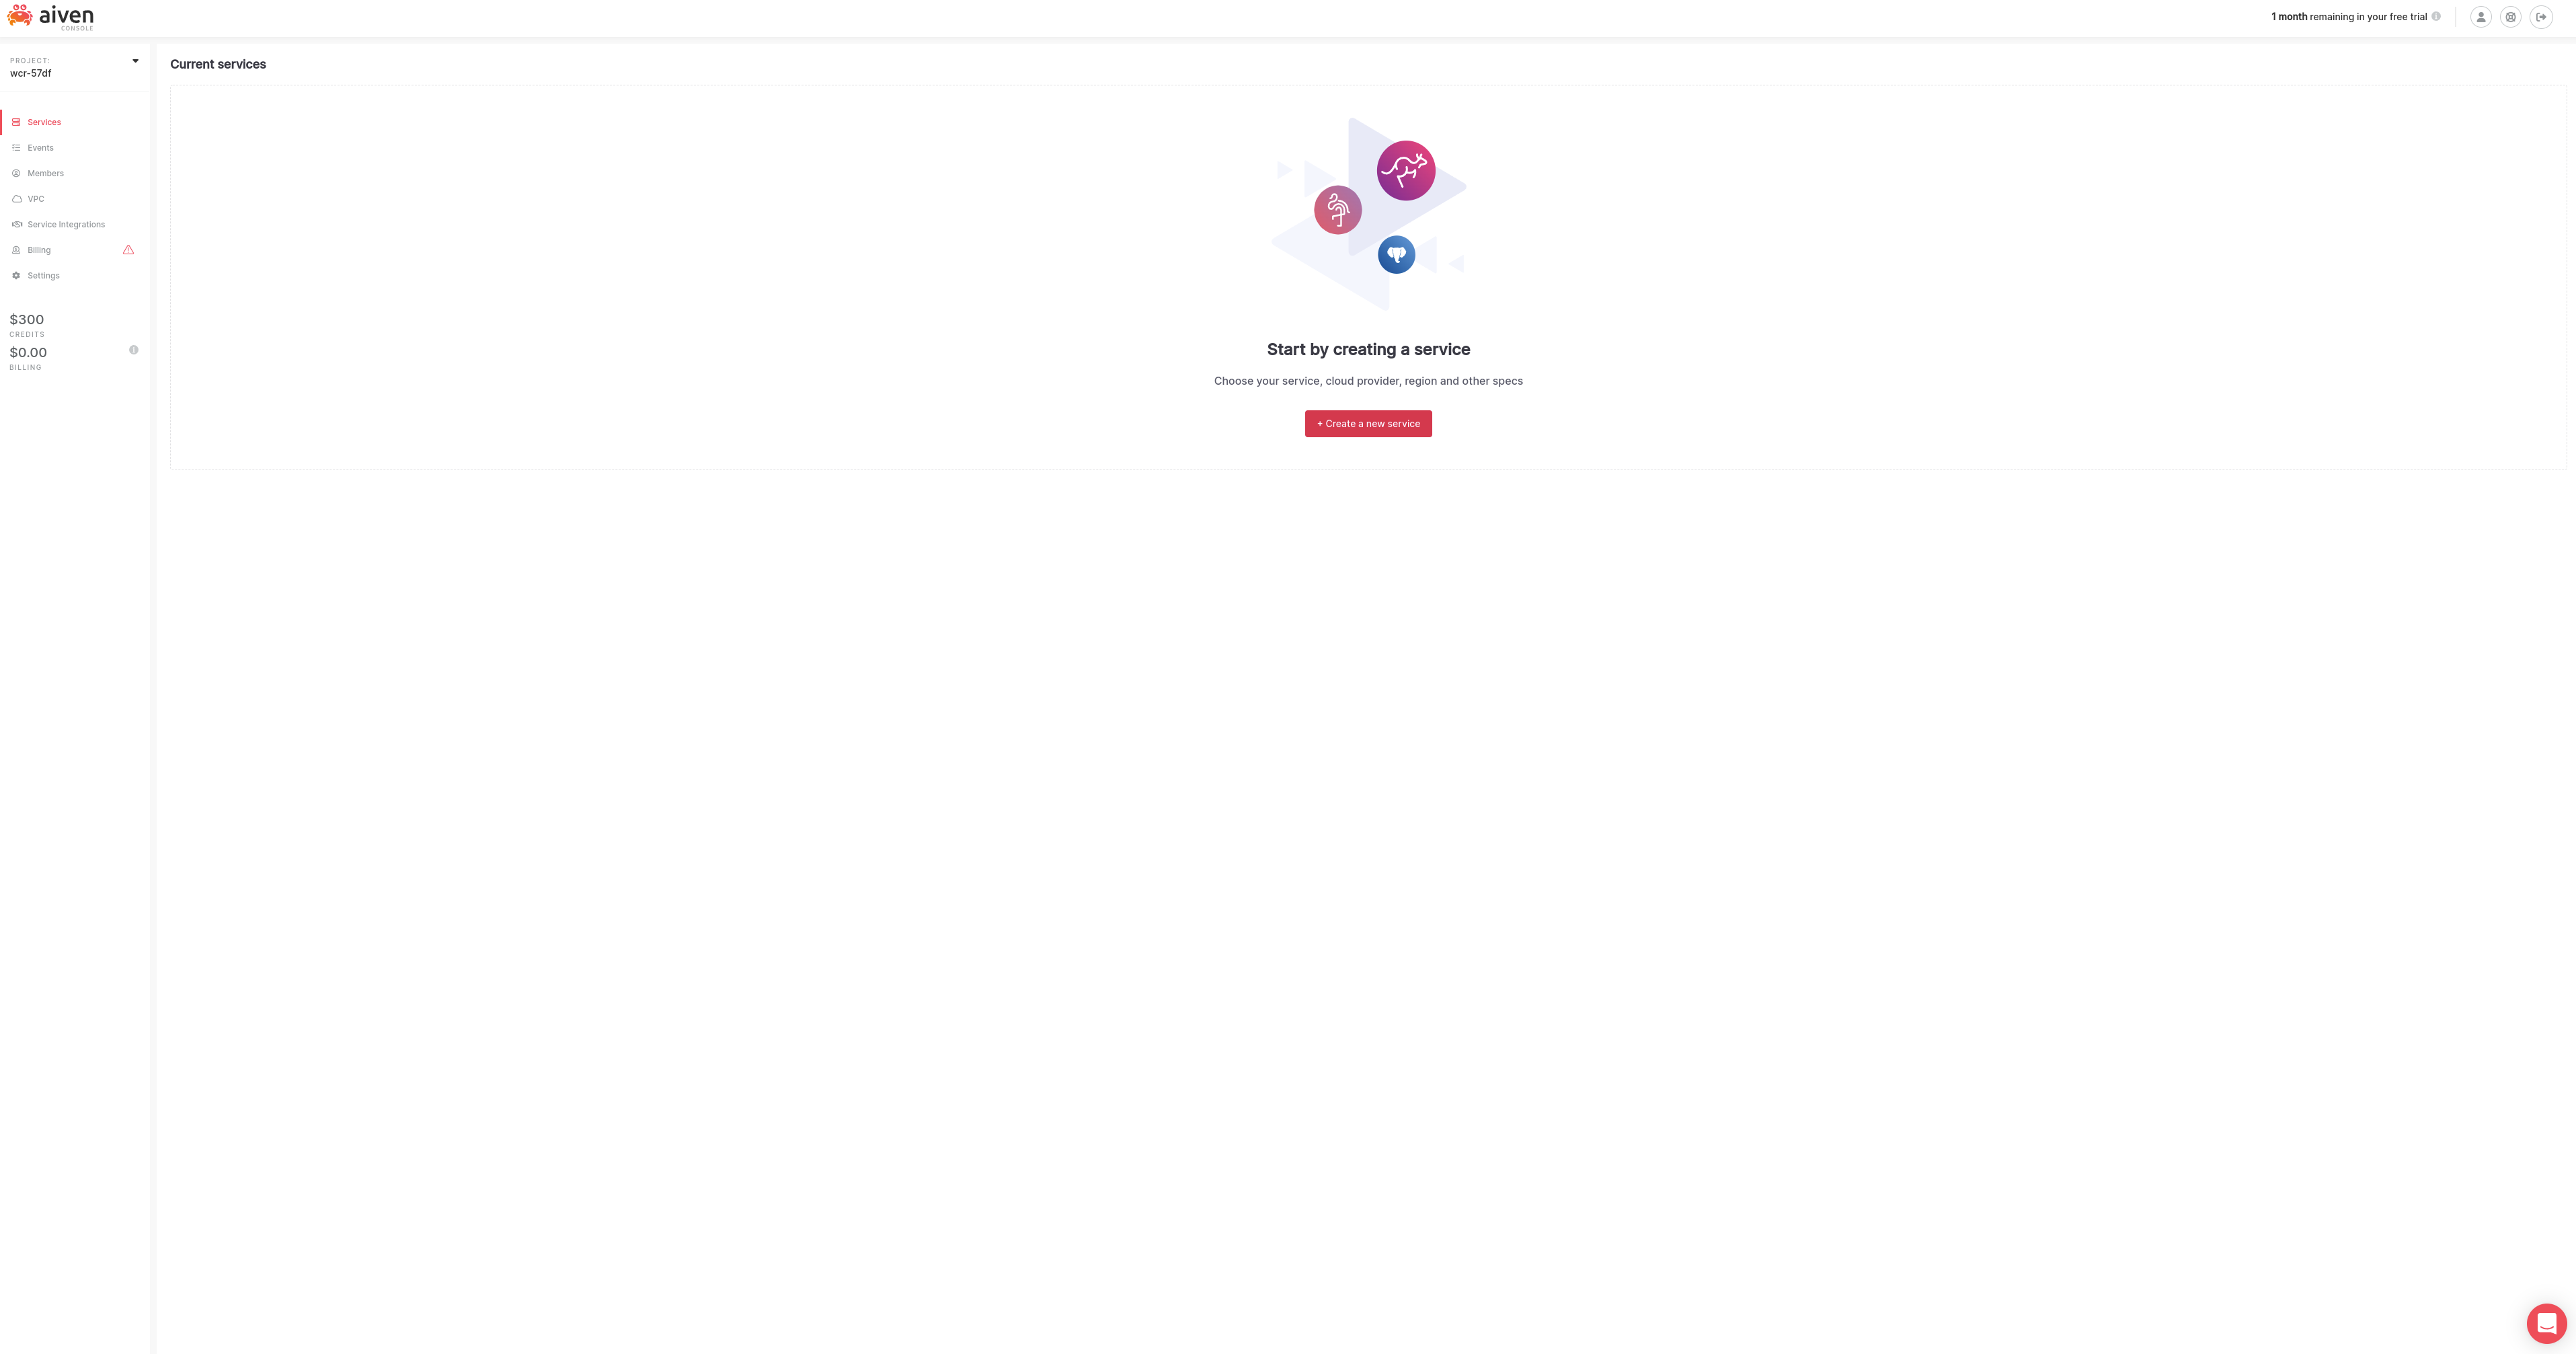 aiven
CONSOLE
1 month remaining in your free trial
PROJECT:
wcr-57df
Services
Events
Members
VPC
Service Integrations
Billing
Settings
$300
CREDITS
$0.00
BILLING
Current services
Start by creating a service
Choose your service, cloud provider, region and other specs
+ Create a new service